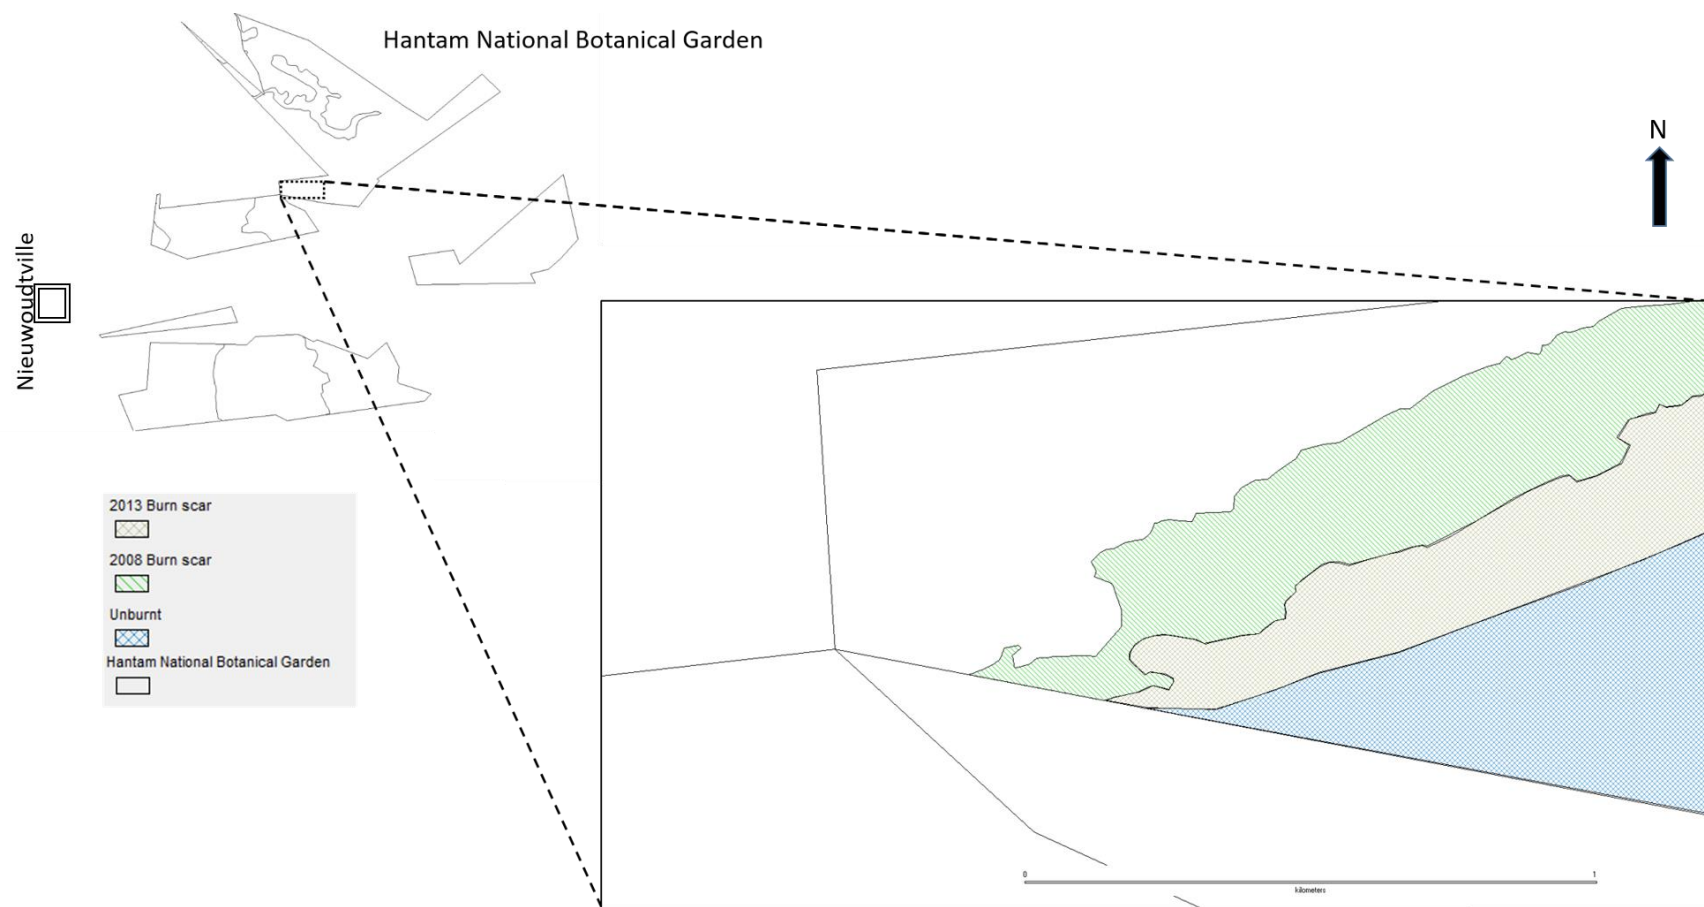 Hantam National Botanical Garden
N
Nieuwoudtville
2013 Burn scar
2008 Burn scar
Unburnt
Hantam National Botanical Garden
0 1
kilometers